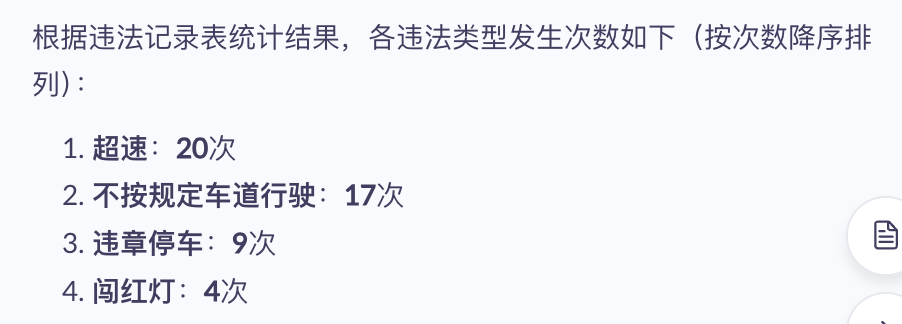 根据违法记录表统计结果，各违法类型发生次数如下（按次数降序排
列）：
1. 超速：20次
2. 不按规定车道行驶：17次
3. 违章停车：9次
4. 闯红灯：4次